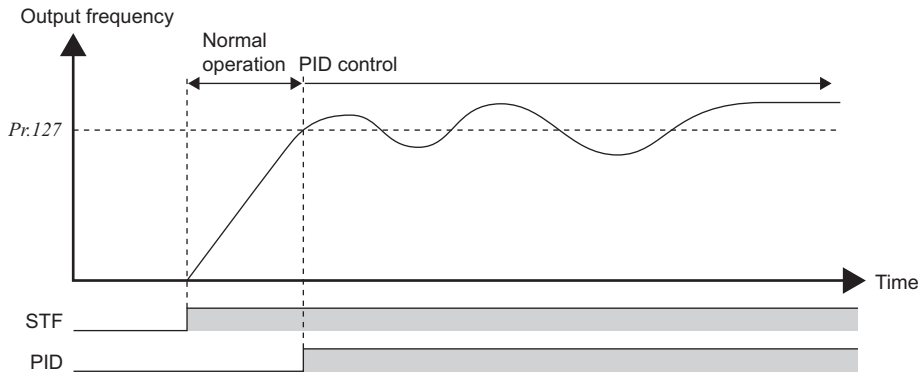 Output frequency
Normal
operation
PID control
Pr.127
Time
STF
PID